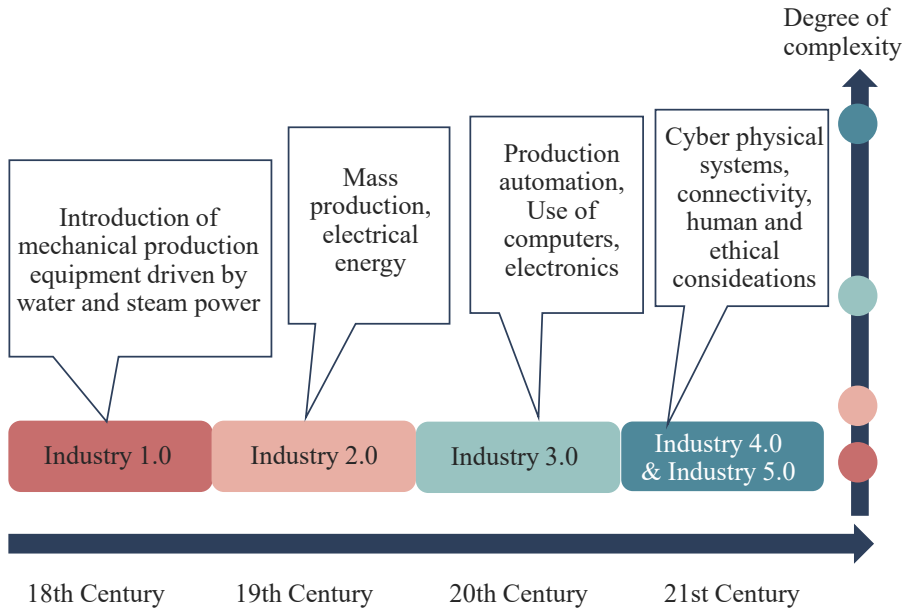 Degree of
complexity
Introduction of
mechanical production
equipment driven by
water and steam power
Mass
production,
electrical
energy
Production
automation,
Use of
computers,
electronics
Cyber physical
systems,
connectivity,
human and
ethical
consideations
Industry 1.0
Industry 2.0
Industry 3.0
Industry 4.0
& Industry 5.0
18th Century
19th Century
20th Century
21st Century